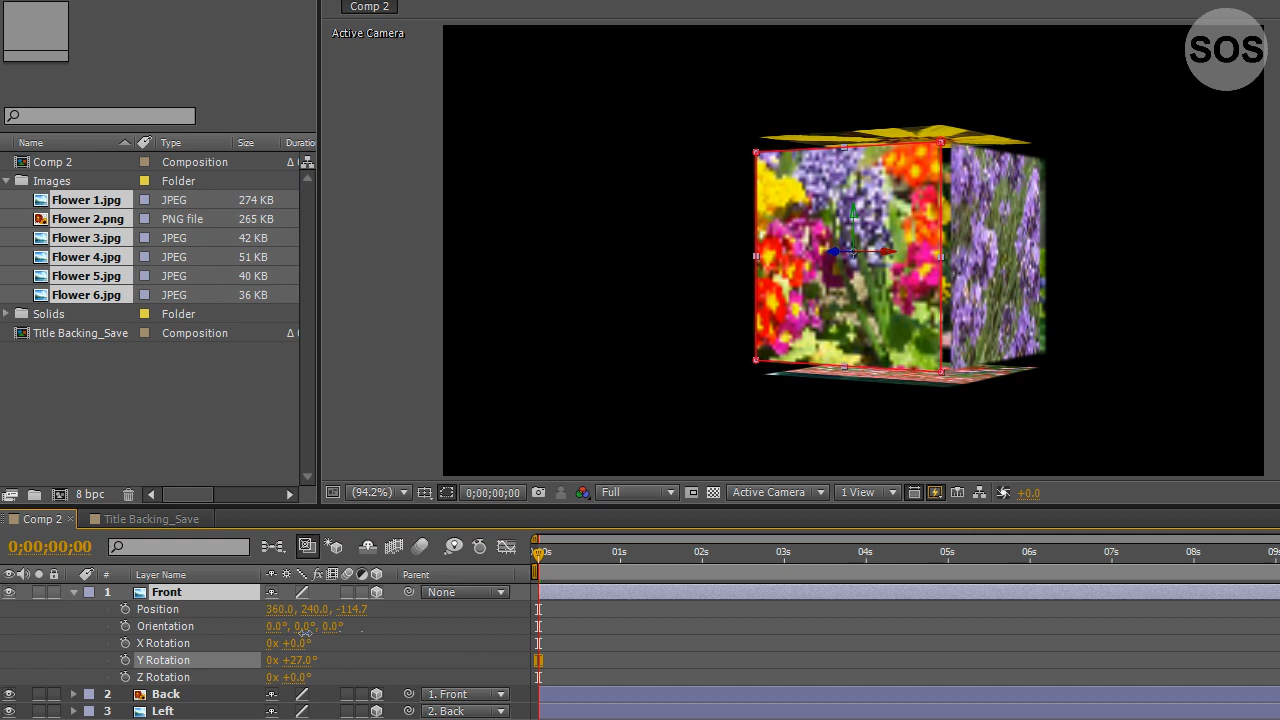 Comp 2
Active Camera
SOS
Name Type Size Duratio
Comp 2 Composition Δ
Images Folder
Flower 1.jpg JPEG 274 KB
Flower 2.png PNG file 265 KB
Flower 3.jpg JPEG 42 KB
Flower 4.jpg JPEG 51 KB
Flower 5.jpg JPEG 40 KB
Flower 6.jpg JPEG 36 KB
Solids Folder
Title Backing_Save Composition Δ
8 bpc (94.2%) 0;00;00;00 Full Active Camera 1 View +0.0
Comp 2 × Title Backing_Save
0;00;00;00
01s 02s 03s 04s 05s 06s 07s 08s 09s
# Layer Name fx Parent
1 Front None
Position 360.0, 240.0, -114.7
Orientation 0.0°, 0.0°, 0.0°
X Rotation 0x +0.0°
Y Rotation 0x +27.0°
Z Rotation 0x +0.0°
2 Back 1. Front
3 Left 2. Back